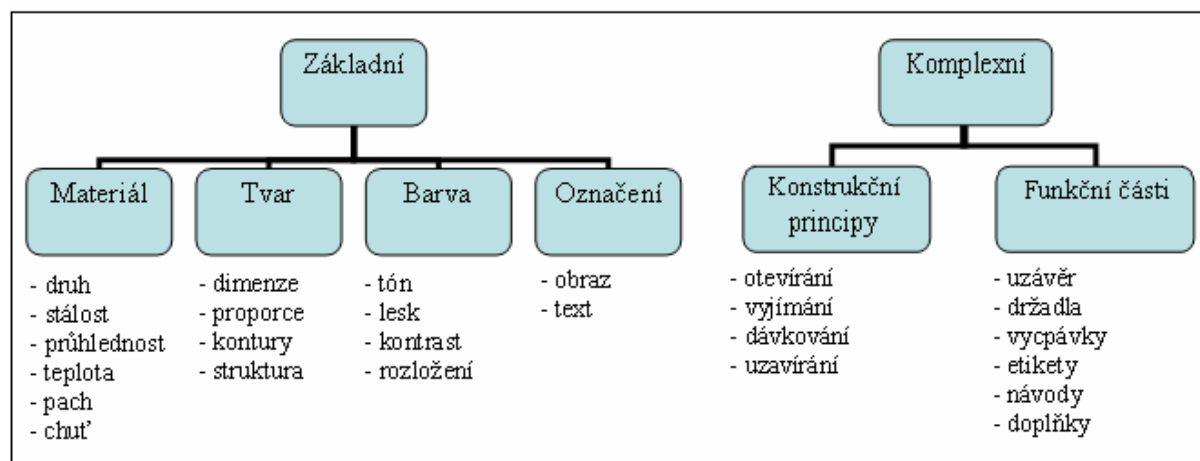 Základní
Materiál
- druh
- stálost
- průhlednost
- teplota
- pach
- chuť
Tvar
- dimenze
- proporce
- kontury
- struktura
Barva
- tón
- lesk
- kontrast
- rozložení
Označení
- obraz
- text
Komplexní
Konstrukční
principy
- otevírání
- vyjímání
- dávkování
- uzavírání
Funkční části
- uzávěr
- držadla
- vycpávky
- etikety
- návody
- doplňky